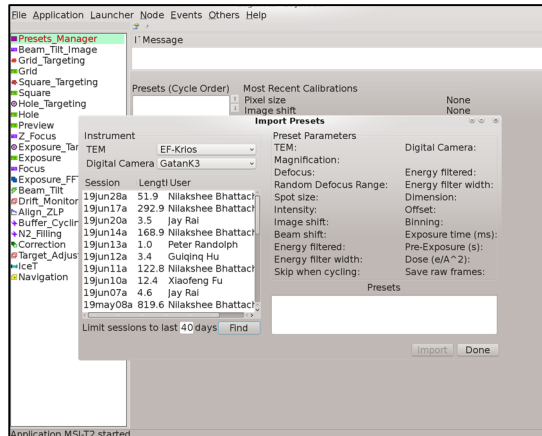 File Application Launcher Node Events Others Help
Presets_Manager
Beam_Tilt_Image
Grid_Targeting
Grid
Square_Targeting
Square
Hole_Targeting
Hole
Preview
Z_Focus
Exposure_Tar
Exposure
Focus
Exposure_FFT
Beam_Tilt
Drift_Monitor
Align_ZLP
Buffer_Cyclin
N2_Filling
Correction
Target_Adjus
IceT
Navigation
Message
Presets (Cycle Order)
Most Recent Calibrations
Pixel size None
Image shift None
Import Presets
Instrument
TEM EF-Krios
Digital Camera GatanK3
Session Lengtl User
19jun28a 51.9 Nilakshee Bhattach
19jun17a 292.9 Nilakshee Bhattach
19jun20a 3.5 Jay Rai
19jun14a 168.9 Nilakshee Bhattach
19jun13a 1.0 Peter Randolph
19jun12a 3.4 Guiqinq Hu
19jun11a 122.8 Nilakshee Bhattach
19jun10a 12.4 Xiaofeng Fu
19jun07a 4.6 Jay Rai
19may08a 819.6 Nilakshee Bhattach
Limit sessions to last 40 days Find
Preset Parameters
TEM: Digital Camera:
Magnification:
Defocus: Energy filtered:
Random Defocus Range: Energy filter width:
Spot size: Dimension:
Intensity: Offset:
Image shift: Binning:
Beam shift: Exposure time (ms):
Energy filtered: Pre-Exposure (s):
Energy filter width: Dose (e/A^2):
Skip when cycling: Save raw frames:
Presets
Import Done
Application MSI-T2 started